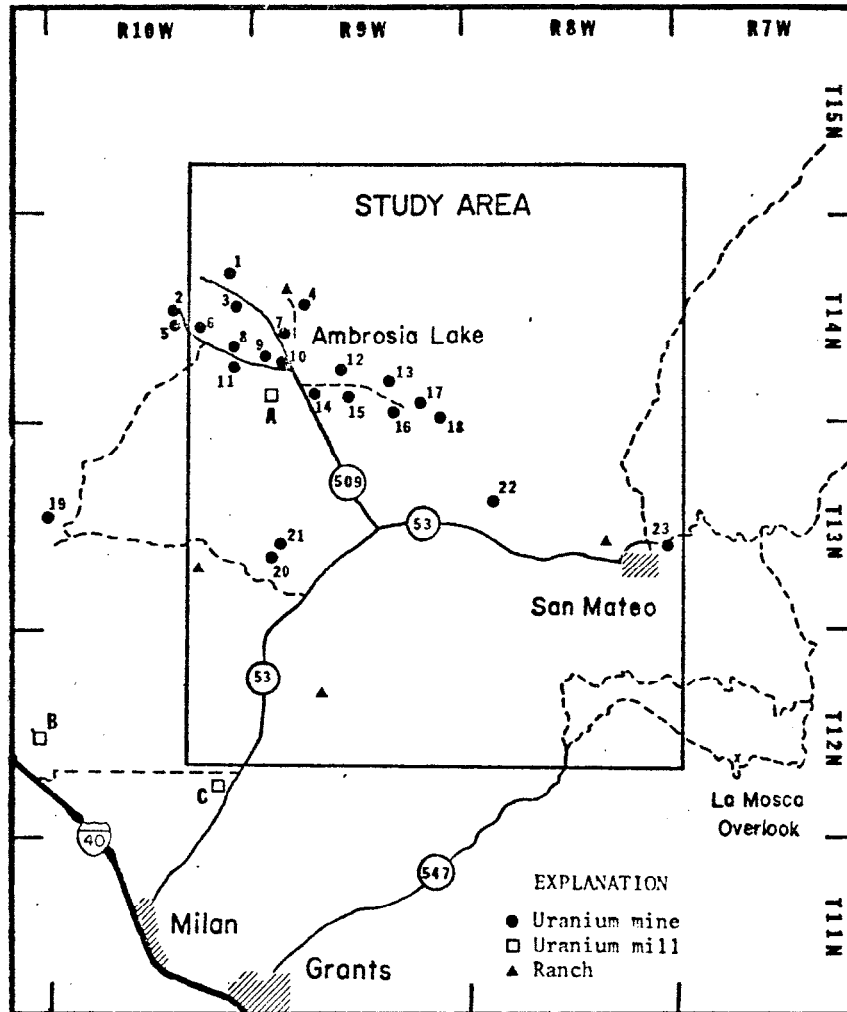 R10W R9W R8W R7W
T15N
STUDY AREA
1
2 3 4
T14N
5 6 7
Ambrosia Lake
8 9 10
11 12 13
14 15 16 17 18
A
509
22
19
53
T13N
21
20
23
San Mateo
53
B
T12N
C
La Mosca
Overlook
40
547
EXPLANATION
Uranium mine
Uranium mill
Ranch
T11N
Milan
Grants